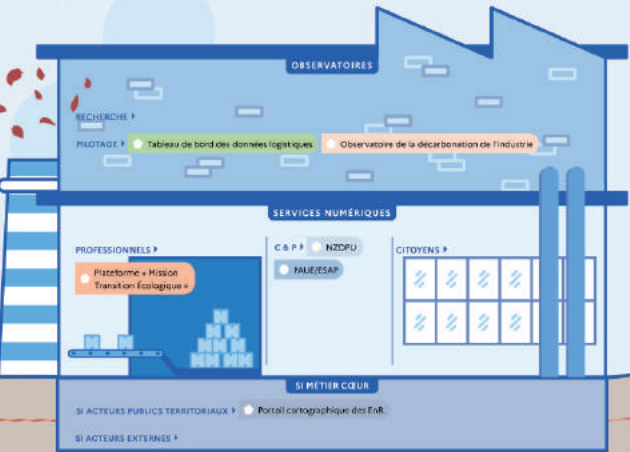 OBSERVATOIRES
RECHERCHE
PILOTAGE Tableau de bord des données logistiques Observatoire de la décarbonation de l'industrie
SERVICES NUMÉRIQUES
PROFESSIONNELS
Plateforme « Mission
Transition Écologique »
C & P NZDPU
FALIE/ESAP
CITOYENS
SI MÉTIER CŒUR
SI ACTEURS PUBLICS TERRITORIAUX Portail cartographique des EnR
SI ACTEURS EXTERNES